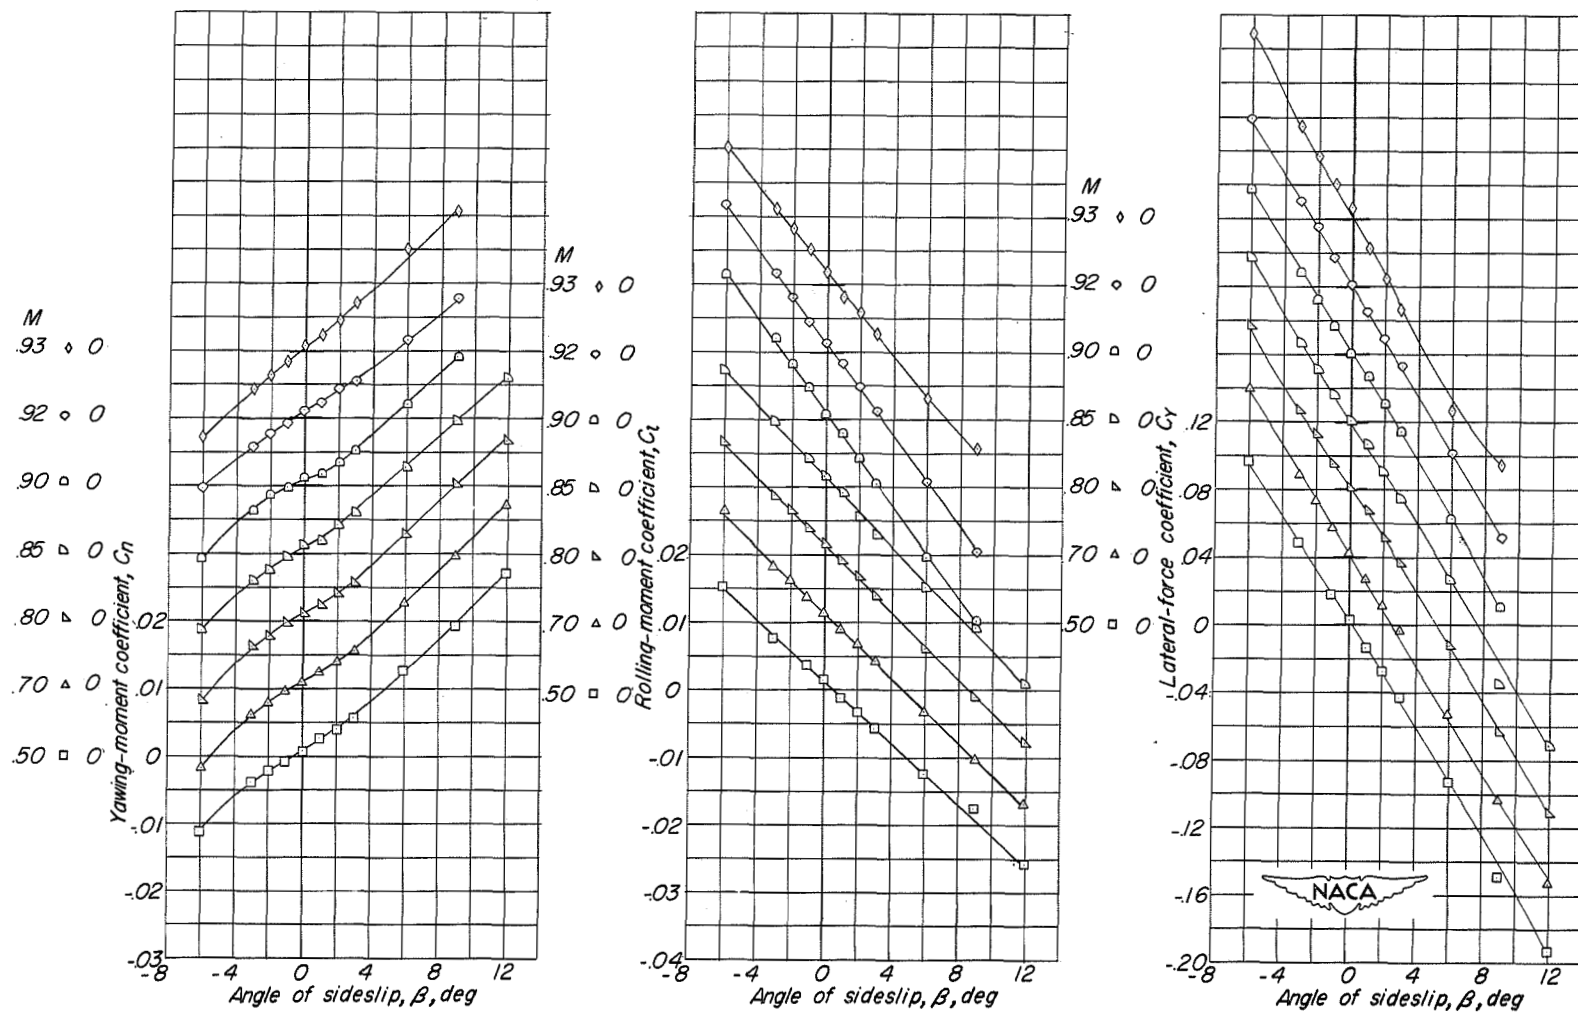 M
.93 ◊ 0
.92 ◊ 0
.90 0
.85 0
.80 0
.70 △ 0
.50 □ 0
Yawing-moment coefficient, Cn
.02
.01
0
-.01
-.02
-.03
-8 -4 0 4 8 12
Angle of sideslip, β, deg
M
.93 ◊ 0
.92 ◊ 0
.90 0
.85 0
.80 0
.70 △ 0
.50 □ 0
Rolling-moment coefficient, Cl
.02
.01
0
-.01
-.02
-.03
-.04
-8 -4 0 4 8 12
Angle of sideslip, β, deg
M
.93 ◊ 0
.92 ◊ 0
.90 0
.85 0
.80 0
.70 △ 0
.50 □ 0
Lateral-force coefficient, CY
.12
.08
.04
0
-.04
-.08
-.12
-.16
-.20
-8 -4 0 4 8 12
Angle of sideslip, β, deg
NACA